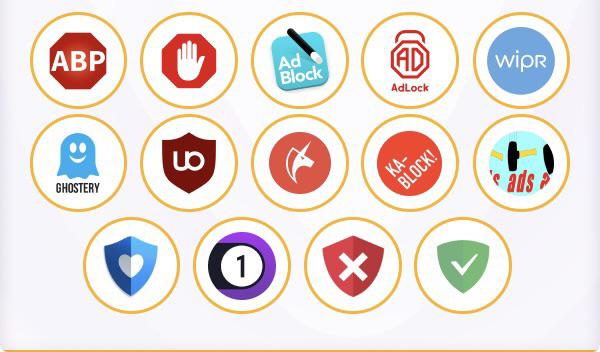 ABP
Ad
Block
AD
AdLock
wipr
GHOSTERY
uo
KA-
BLOCK!
s ads a
1